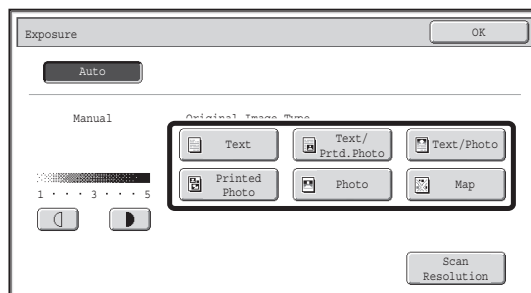 Exposure
OK
Auto
Manual
Original Image Type
Text
Text/
Prtd.Photo
Text/Photo
Printed
Photo
Photo
Map
1 · · · 3 · · · 5
Scan
Resolution